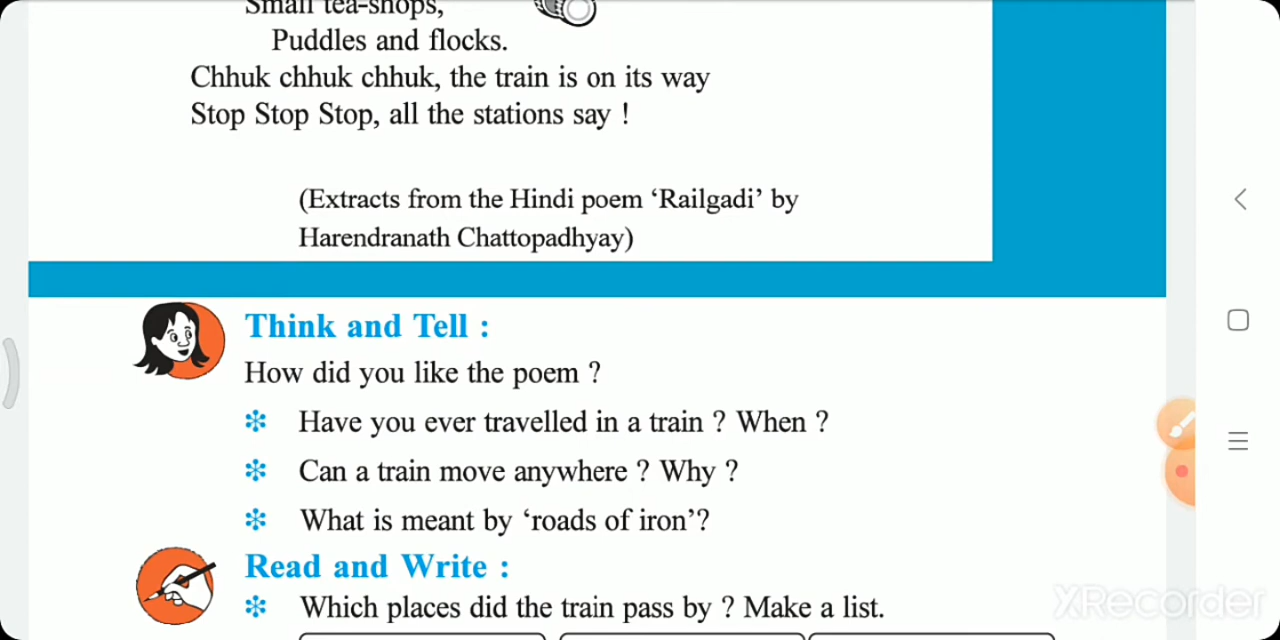 Small tea-shops,
Puddles and flocks.
Chhuk chhuk chhuk, the train is on its way
Stop Stop Stop, all the stations say !
(Extracts from the Hindi poem ‘Railgadi’ by
Harendranath Chattopadhyay)
Think and Tell :
How did you like the poem ?
❇ Have you ever travelled in a train ? When ?
❇ Can a train move anywhere ? Why ?
❇ What is meant by ‘roads of iron’?
Read and Write :
❇ Which places did the train pass by ? Make a list.
XRecorder